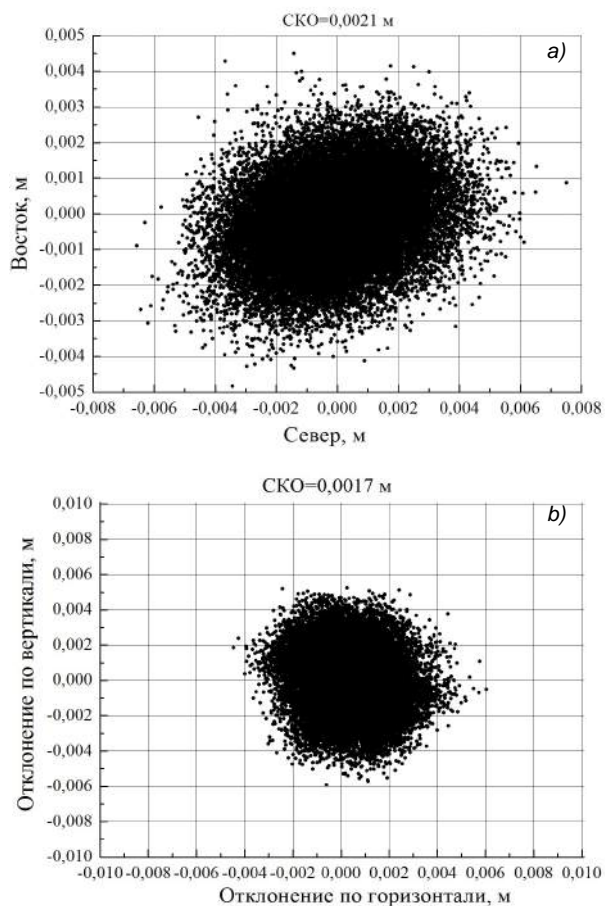 СКО=0,0021 м
a)
0,005
0,004
0,003
0,002
0,001
0,000
-0,001
-0,002
-0,003
-0,004
-0,005
Восток, м
-0,008 -0,006 -0,004 -0,002 0,000 0,002 0,004 0,006 0,008
Север, м
СКО=0,0017 м
b)
0,010
0,008
0,006
0,004
0,002
0,000
-0,002
-0,004
-0,006
-0,008
-0,010
Отклонение по вертикали, м
-0,010 -0,008 -0,006 -0,004 -0,002 0,000 0,002 0,004 0,006 0,008 0,010
Отклонение по горизонтали, м